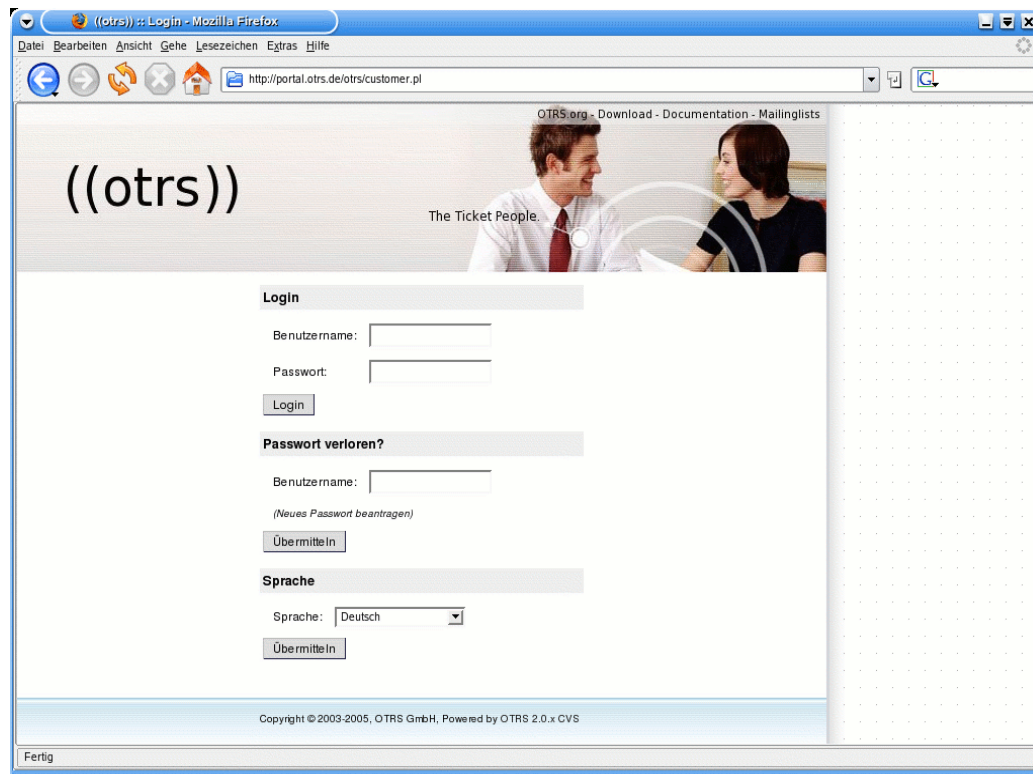 ((otrs)) :: Login - Mozilla Firefox
Datei Bearbeiten Ansicht Gehe Lesezeichen Extras Hilfe
http://portal.otrs.de/otrs/customer.pl
G
OTRS.org - Download - Documentation - Mailinglists
((otrs))
The Ticket People.
Login
Benutzername:
Passwort:
Login
Passwort verloren?
Benutzername:
(Neues Passwort beantragen)
Übermitteln
Sprache
Sprache: Deutsch
Übermitteln
Copyright © 2003-2005, OTRS GmbH, Powered by OTRS 2.0.x CVS
Fertig